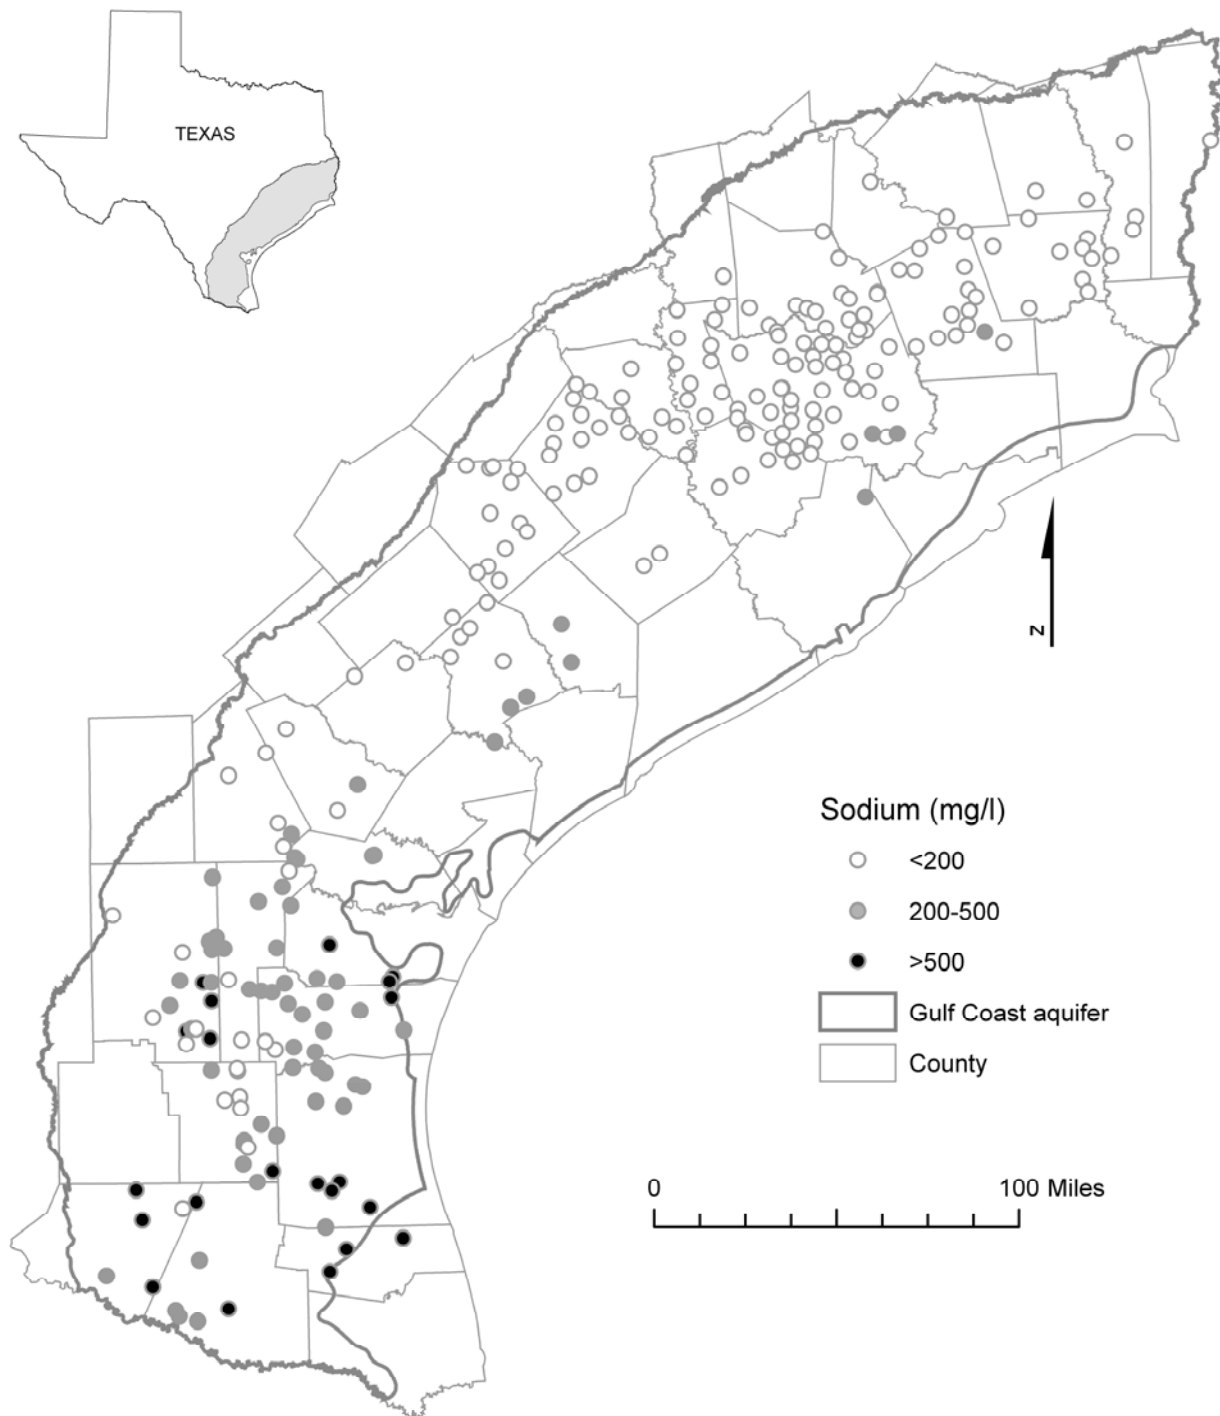 TEXAS
N
Sodium (mg/l)
<200
200-500
>500
Gulf Coast aquifer
County
0 100 Miles